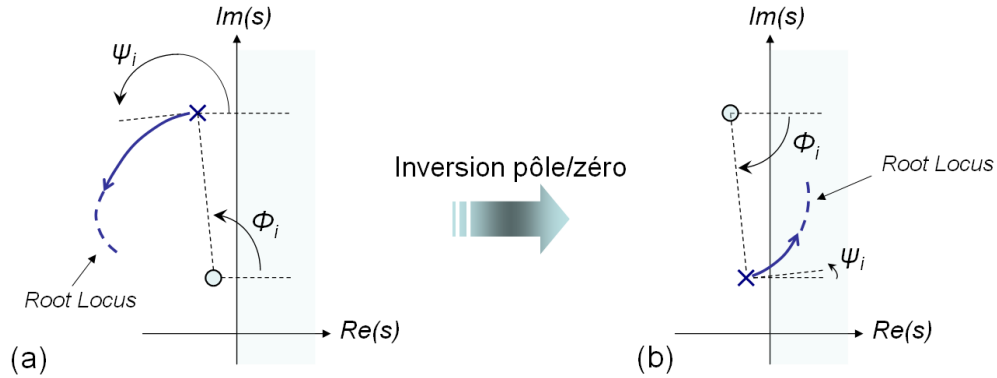 Im(s)
ψi
Φi
Root Locus
Re(s)
(a)
Inversion pôle/zéro
Im(s)
Φi
Root Locus
ψi
Re(s)
(b)